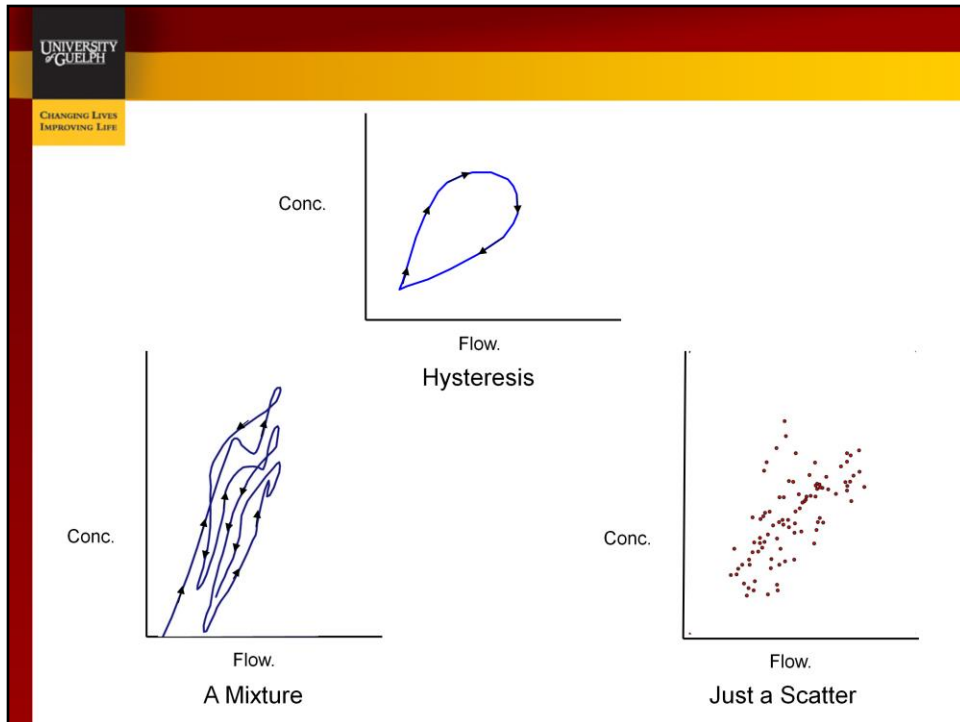 UNIVERSITY
of GUELPH
CHANGING LIVES
IMPROVING LIFE
Conc.
Flow.
Hysteresis
Conc.
Flow.
A Mixture
Conc.
Flow.
Just a Scatter